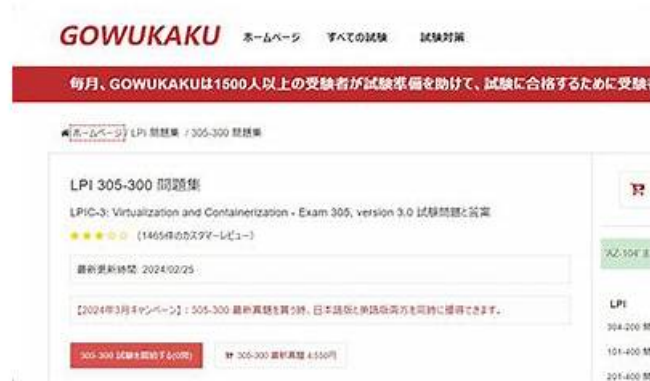 GOWUKAKU ホームページ すべての試験 試験対策
毎月、GOWUKAKUは1500人以上の受験者が試験準備を助けて、試験に合格するために受験者
ホームページ/ LPI 問題集 / 305-300 問題集
LPI 305-300 問題集
LPIC-3: Virtualization and Containerization - Exam 305, version 3.0 試験問題と答案
(1465件のカスタマーレビュー)
最新更新時間: 2024/02/25
【2024年3月キャンペーン】：305-300 最新真題を買う時、日本語版と英語版両方を同時に獲得できます。
305-300 試験を開始する(0問) 305-300 最新真題 4,550円
'AZ-104'
LPI
304-200
101-400
201-400